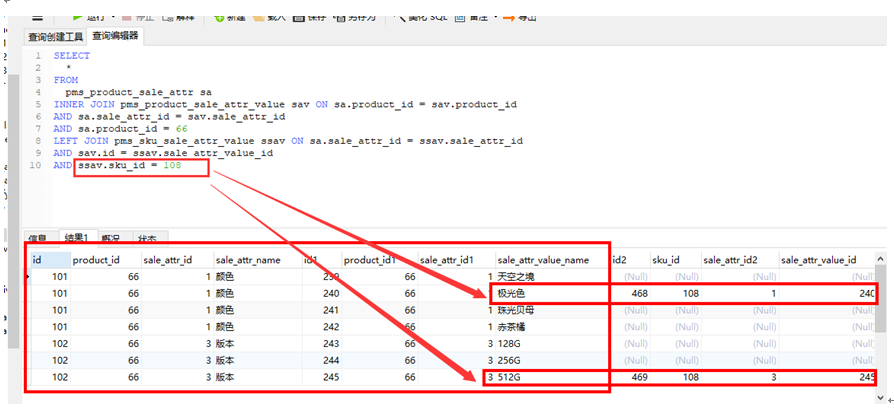 运行 停止 解释 新建 载入 保存 另存为 美化 SQL 备注 导出
查询创建工具 查询编辑器
1 SELECT
2 *
3 FROM
4 pms_product_sale_attr sa
5 INNER JOIN pms_product_sale_attr_value sav ON sa.product_id = sav.product_id
6 AND sa.sale_attr_id = sav.sale_attr_id
7 AND sa.product_id = 66
8 LEFT JOIN pms_sku_sale_attr_value ssav ON sa.sale_attr_id = ssav.sale_attr_id
9 AND sav.id = ssav.sale_attr_value_id
10 AND ssav.sku_id = 108
信息 结果1 概况 状态
id product_id sale_attr_id sale_attr_name id1 product_id1 sale_attr_id1 sale_attr_value_name id2 sku_id sale_attr_id2 sale_attr_value_id
101 66 1 颜色 239 66 1 天空之境 (Null) (Null) (Null) (Null)
101 66 1 颜色 240 66 极光色 468 108 1 240
101 66 1 颜色 241 66 1 珠光贝母 (Null) (Null) (Null) (Null)
101 66 1 颜色 242 66 1 赤茶橘 (Null) (Null) (Null) (Null)
102 66 3 版本 243 66 3 128G (Null) (Null) (Null) (Null)
102 66 3 版本 244 66 3 256G (Null) (Null) (Null) (Null)
102 66 3 版本 245 66 3 512G 469 108 3 245